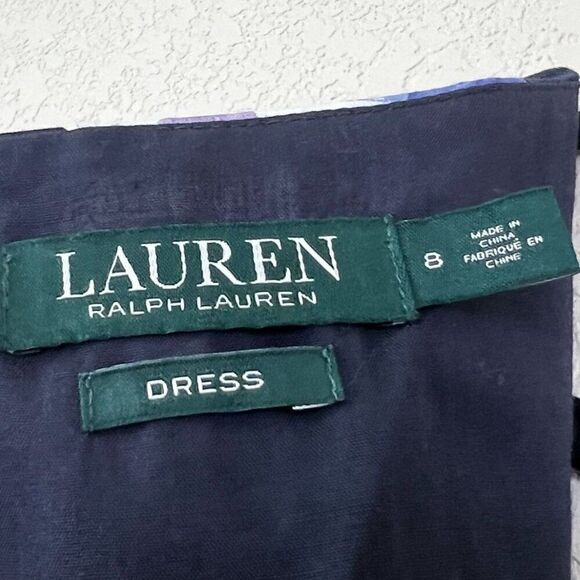 LAUREN
RALPH LAUREN
8
MADE IN
CHINA
FABRIQUÉ EN
CHINE
DRESS